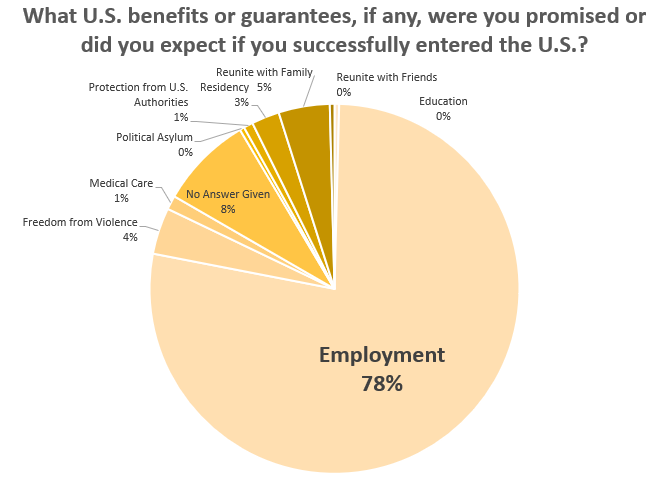 What U.S. benefits or guarantees, if any, were you promised or
did you expect if you successfully entered the U.S.?
Reunite with Family
5%
Reunite with Friends
0%
Education
0%
Protection from U.S.
Authorities
1%
Residency
3%
Political Asylum
0%
Medical Care
1%
No Answer Given
8%
Freedom from Violence
4%
Employment
78%